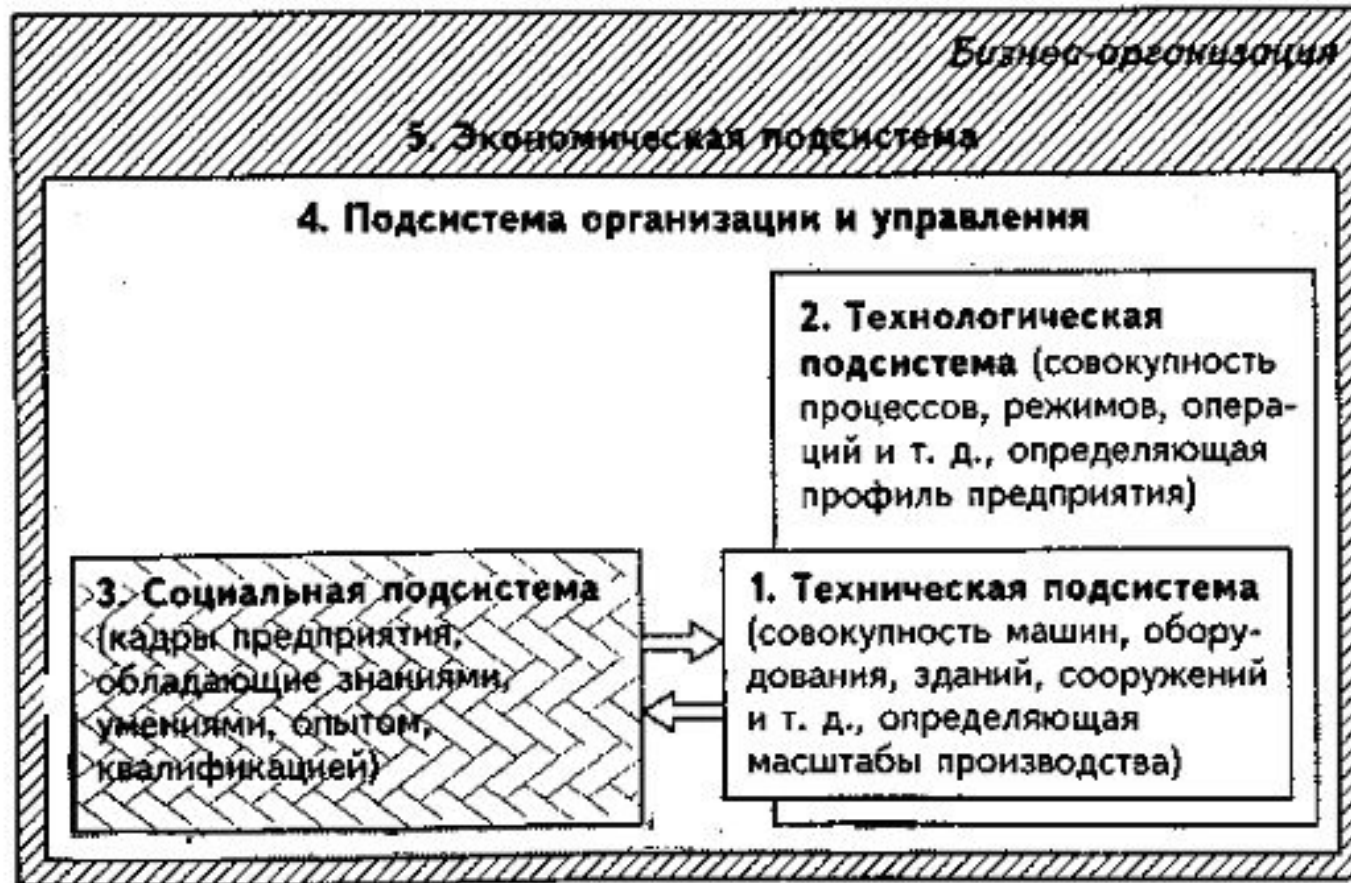 Бизнес-организация
5. Экономическая подсистема
4. Подсистема организации и управления
2. Технологическая
подсистема (совокупность
процессов, режимов, опера-
ций и т. д., определяющая
профиль предприятия)
3. Социальная подсистема
(кадры предприятия,
обладающие знаниями,
умениями, опытом,
квалификацией)
1. Техническая подсистема
(совокупность машин, обору-
дования, зданий, сооружений
и т. д., определяющая
масштабы производства)